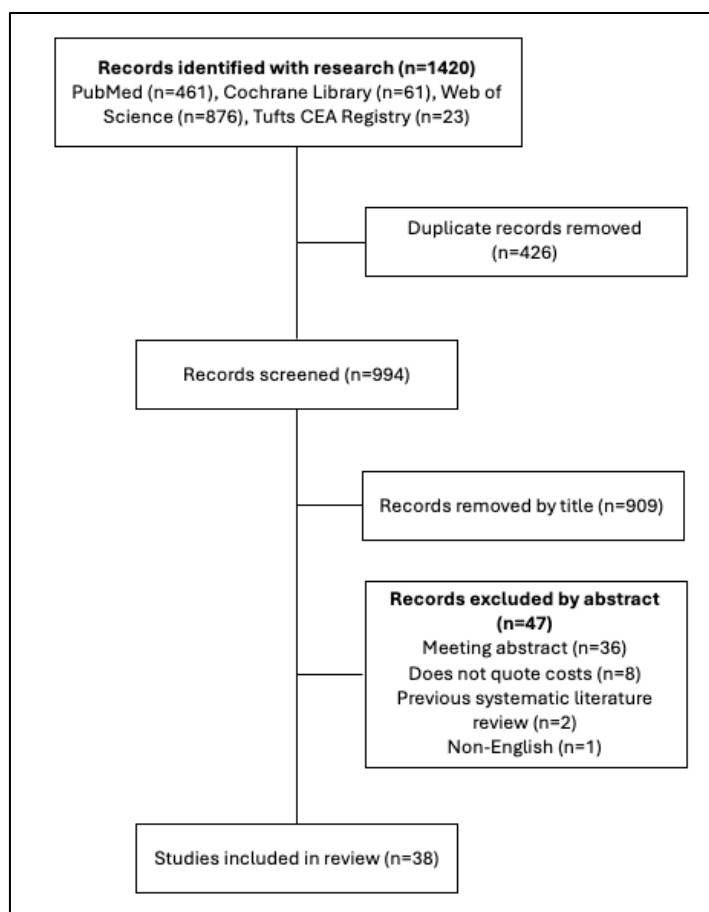 Records identified with research (n=1420)
PubMed (n=461), Cochrane Library (n=61), Web of
Science (n=876), Tufts CEA Registry (n=23)
Duplicate records removed
(n=426)
Records screened (n=994)
Records removed by title (n=909)
Records excluded by abstract
(n=47)
Meeting abstract (n=36)
Does not quote costs (n=8)
Previous systematic literature
review (n=2)
Non-English (n=1)
Studies included in review (n=38)